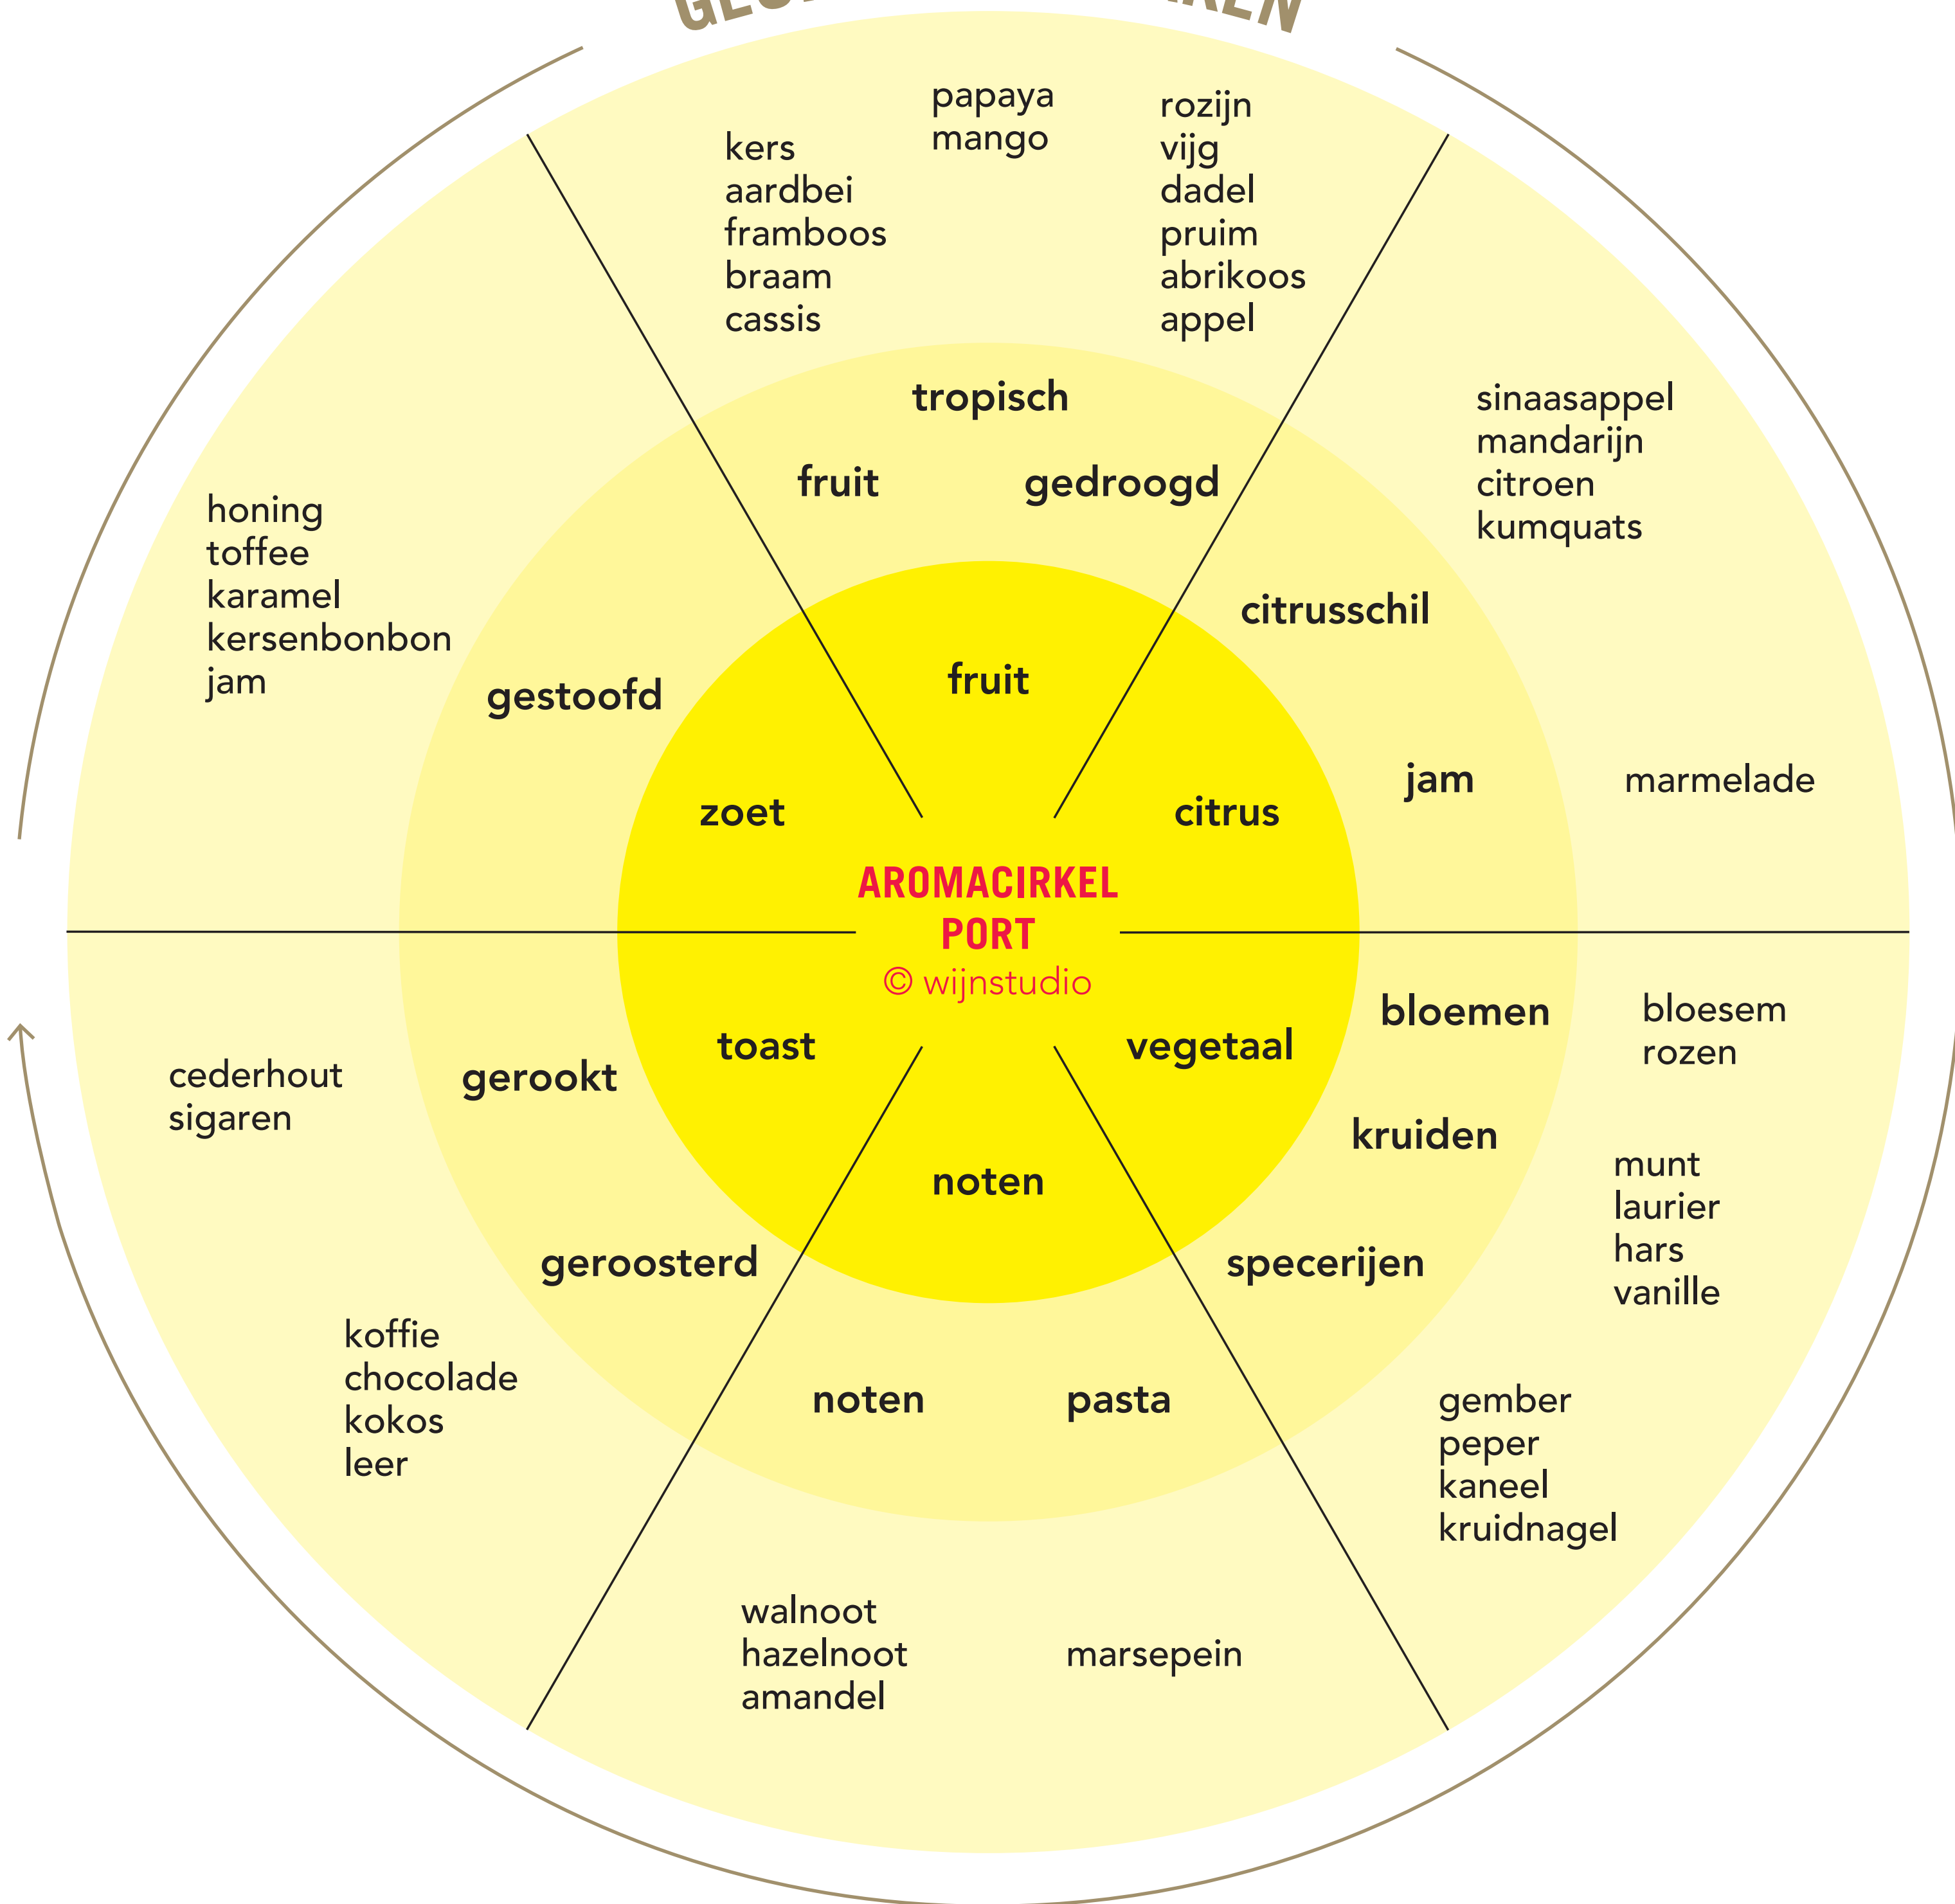 papaya
mango
kers
aardbei
framboos
braam
cassis
rozijn
vijg
dadel
pruim
abrikoos
appel
tropisch
fruit
gedroogd
fruit
sinaasappel
mandarijn
citroen
kumquats
citrusschil
jam
marmelade
citrus
honing
toffee
karamel
kersenbonbon
jam
gestoofd
zoet
AROMACIRKEL
PORT
© wijnstudio
toast
gerookt
cederhout
sigaren
geroosterd
koffie
chocolade
kokos
leer
vegetaal
bloemen
bloesem
rozen
kruiden
munt
laurier
hars
vanille
specerijen
gember
peper
kaneel
kruidnagel
noten
noten
pasta
walnoot
hazelnoot
amandel
marsepein